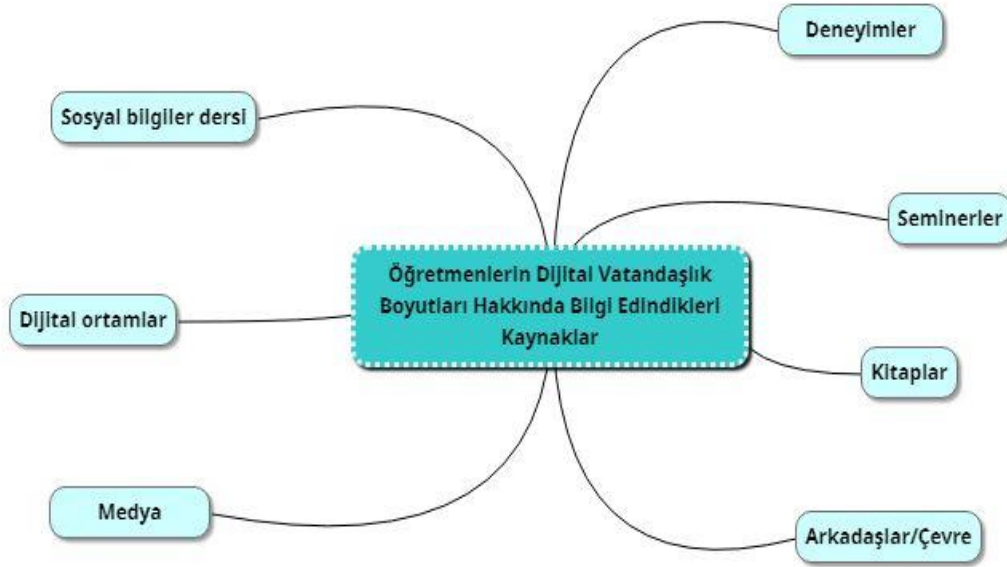 Deneyimler
Sosyal bilgiler dersi
Seminerler
Öğretmenlerin Dijital Vatandaşlık
Boyutları Hakkında Bilgi Edindikleri
Kaynaklar
Dijital ortamlar
Kitaplar
Medya
Arkadaşlar/Çevre